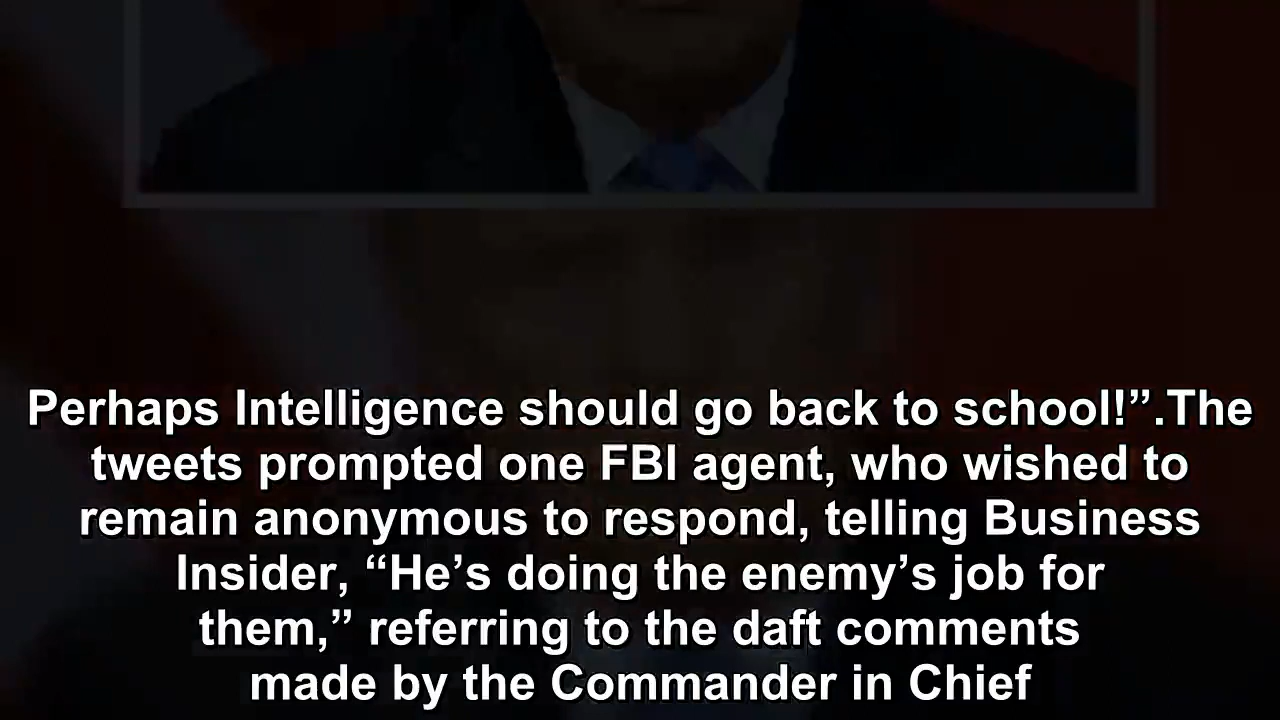 Perhaps Intelligence should go back to school!”.The
tweets prompted one FBI agent, who wished to
remain anonymous to respond, telling Business
Insider, “He’s doing the enemy’s job for
them,” referring to the daft comments
made by the Commander in Chief